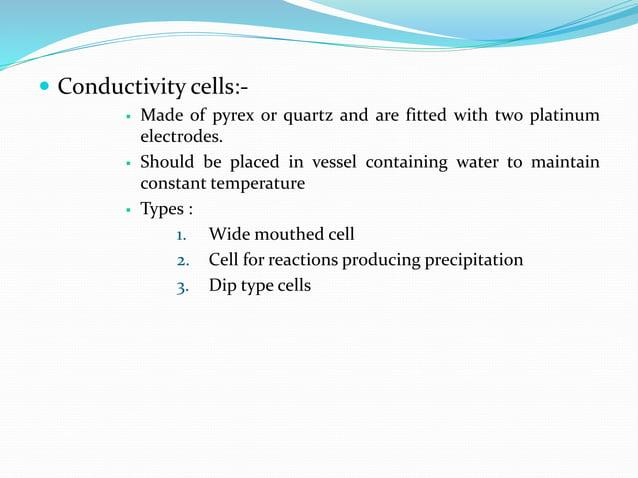 Conductivity cells:-
Made of pyrex or quartz and are fitted with two platinum
electrodes.
Should be placed in vessel containing water to maintain
constant temperature
Types :
1. Wide mouthed cell
2. Cell for reactions producing precipitation
3. Dip type cells